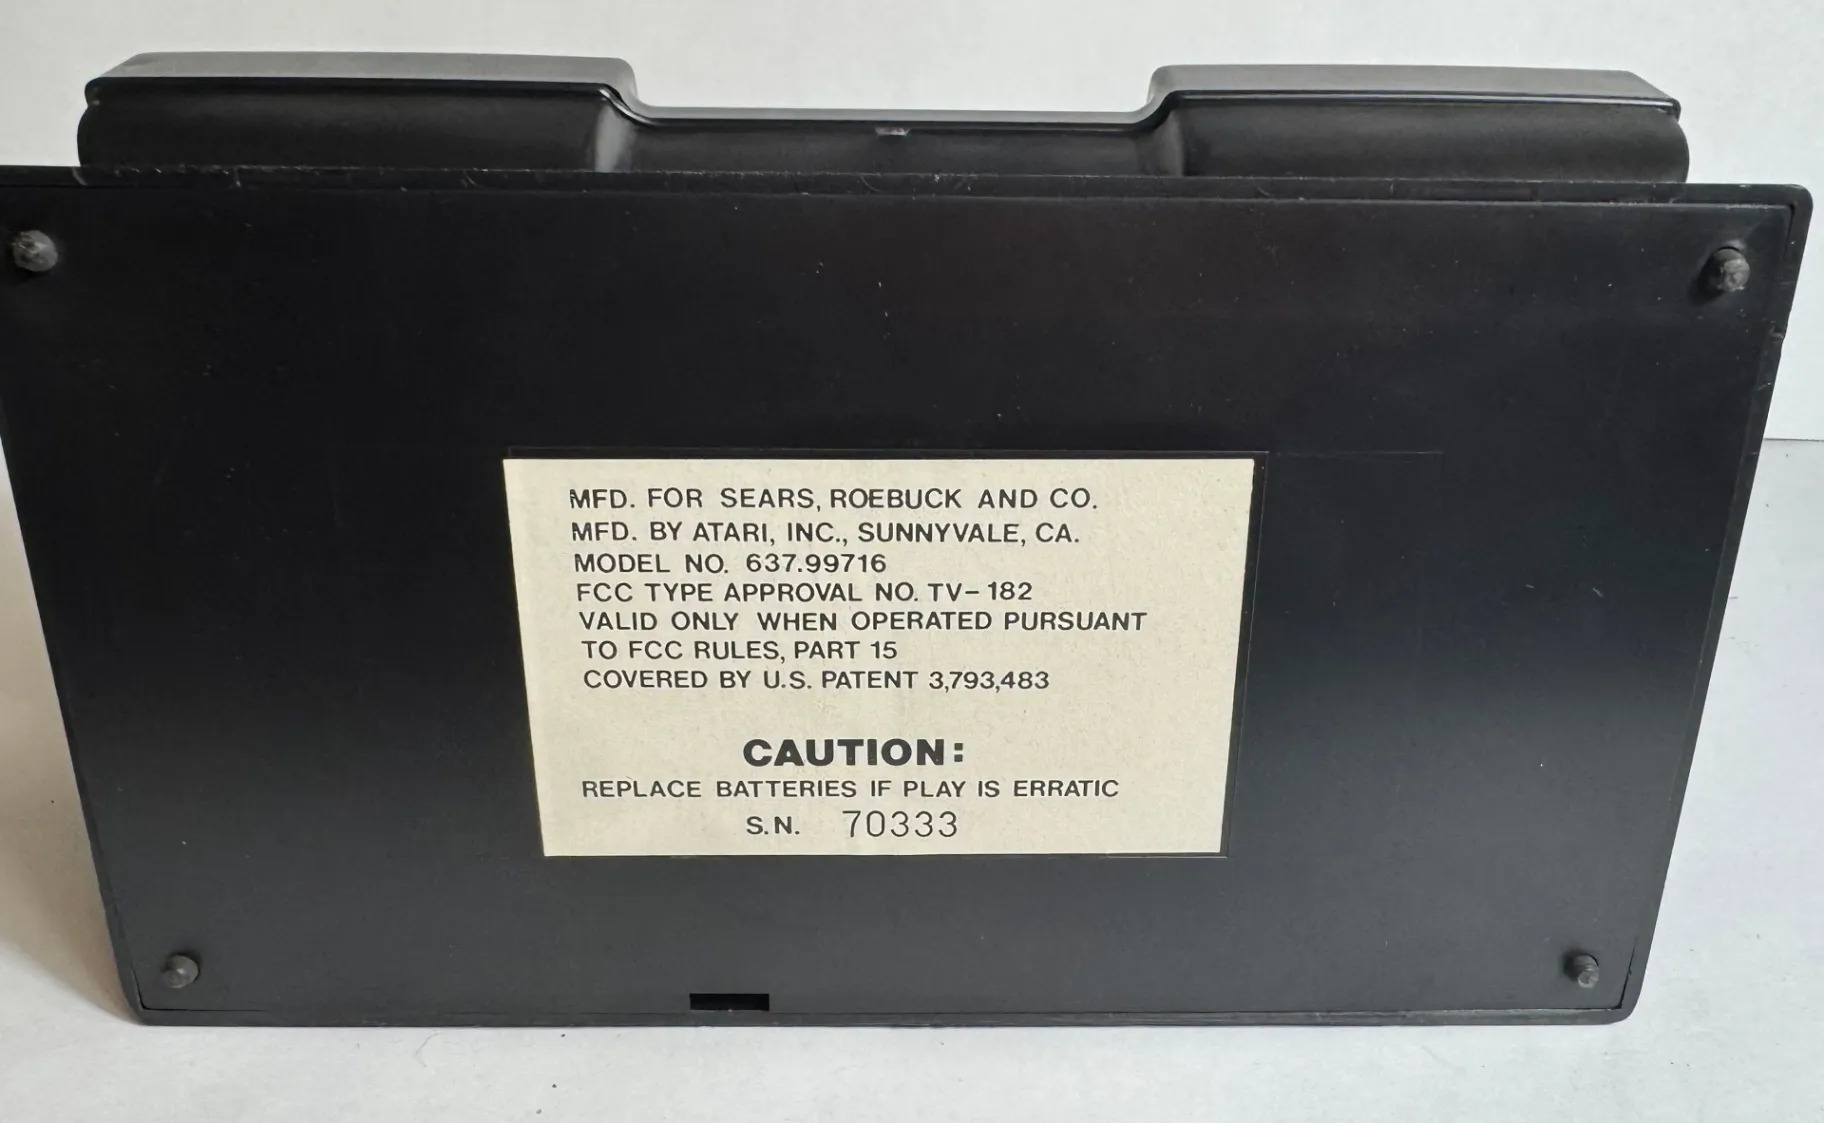 MFD. FOR SEARS, ROEBUCK AND CO.
MFD. BY ATARI, INC., SUNNYVALE, CA.
MODEL NO. 637.99716
FCC TYPE APPROVAL NO. TV-182
VALID ONLY WHEN OPERATED PURSUANT
TO FCC RULES, PART 15
COVERED BY U.S. PATENT 3,793,483
CAUTION:
REPLACE BATTERIES IF PLAY IS ERRATIC
S.N. 70333